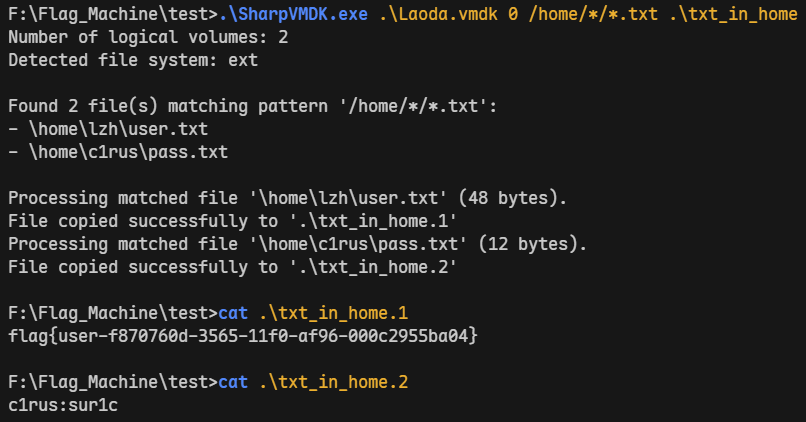 F:\Flag_Machine\test>.\SharpVMDK.exe .\Laoda.vmdk 0 /home/*/*.txt .\txt_in_home
Number of logical volumes: 2
Detected file system: ext

Found 2 file(s) matching pattern '/home/*/*.txt':
- \home\lzh\user.txt
- \home\c1rus\pass.txt

Processing matched file '\home\lzh\user.txt' (48 bytes).
File copied successfully to '.\txt_in_home.1'
Processing matched file '\home\c1rus\pass.txt' (12 bytes).
File copied successfully to '.\txt_in_home.2'

F:\Flag_Machine\test>cat .\txt_in_home.1
flag{user-f870760d-3565-11f0-af96-000c2955ba04}

F:\Flag_Machine\test>cat .\txt_in_home.2
c1rus:sur1c